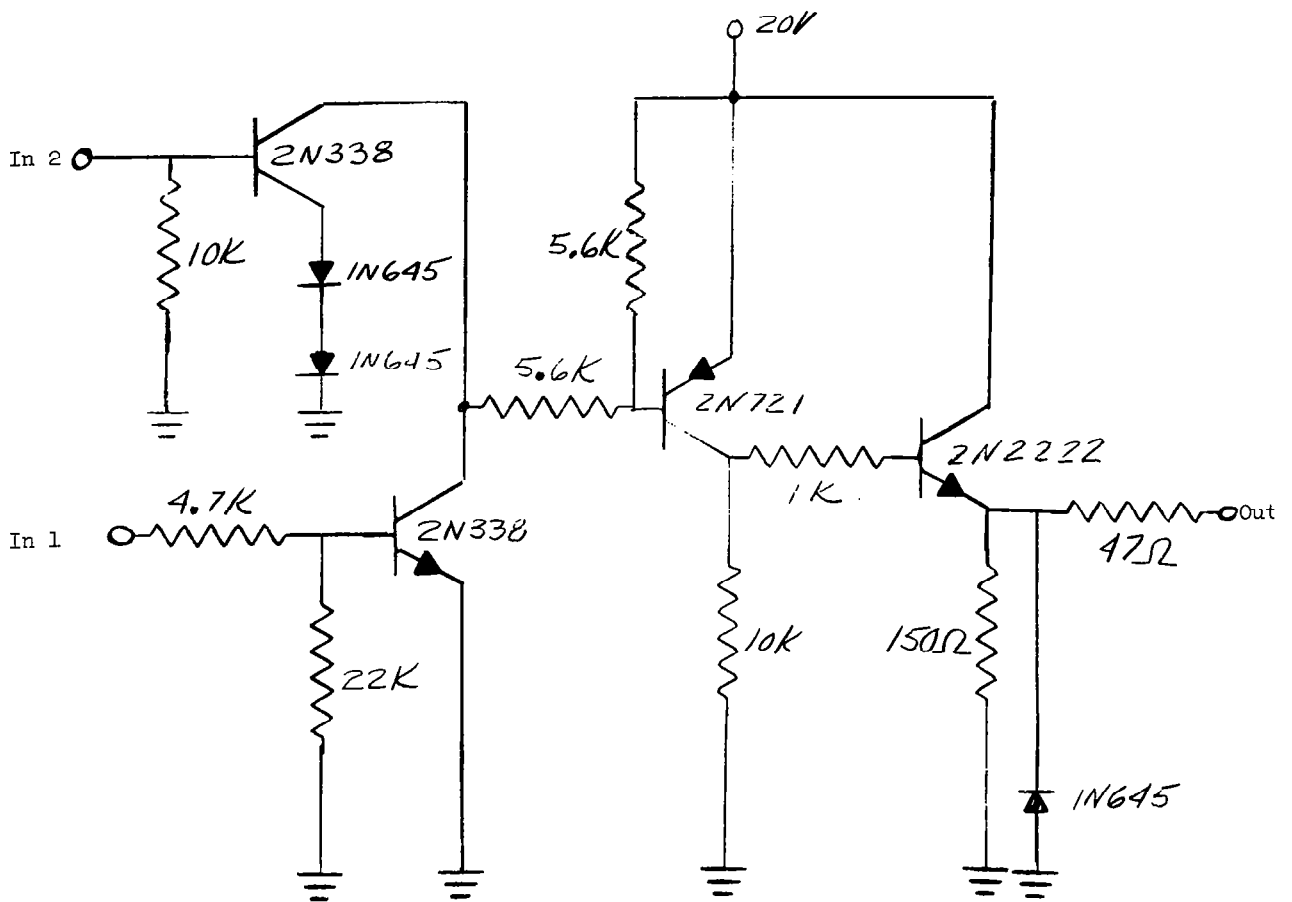 20V
In 2
2N338
10K
1N645
5.6K
1N645
5.6K
2N721
2N2222
1K.
4.7K
In 1
2N338
Out
47Ω
22K
10K
150Ω
1N645